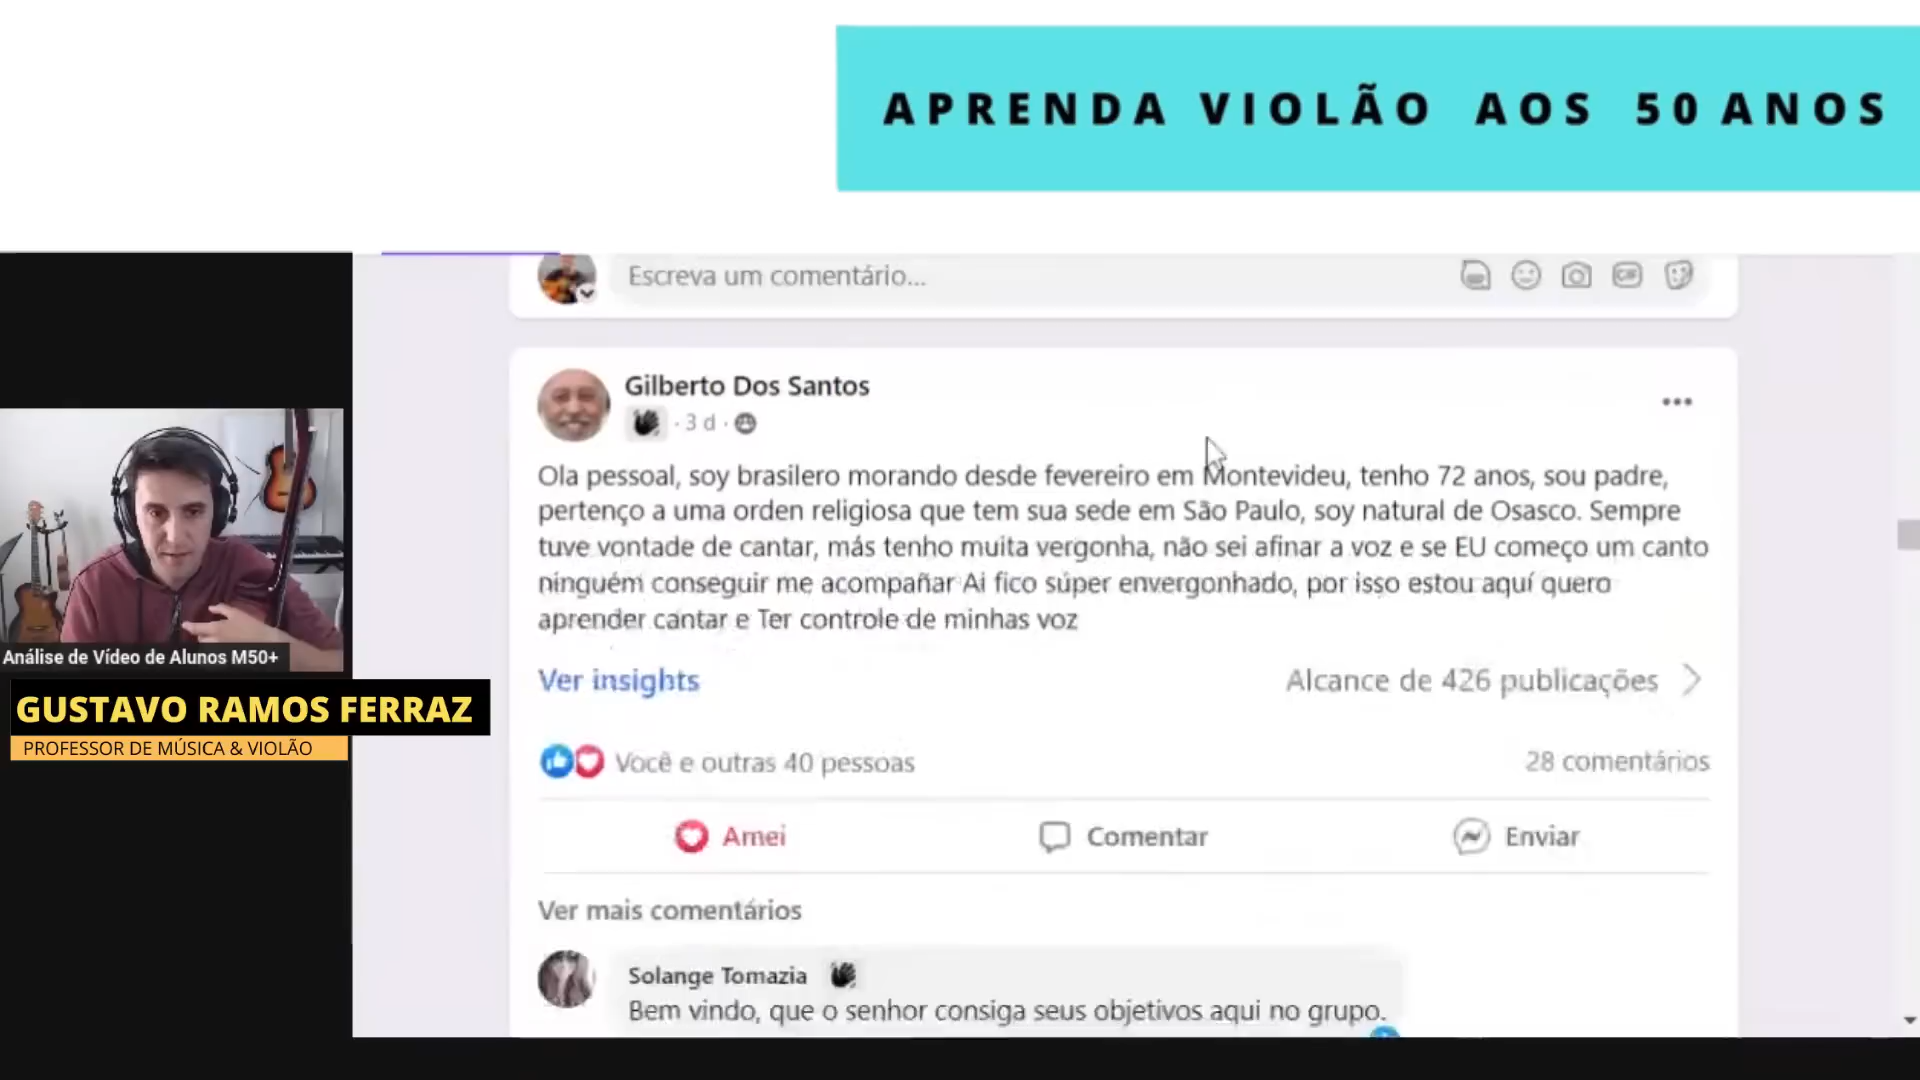 APRENDA VIOLÃO AOS 50 ANOS
Escreva um comentário...
Gilberto Dos Santos
· 3 d ·
Ola pessoal, soy brasilero morando desde fevereiro em Montevideu, tenho 72 anos, sou padre,
pertenço a uma orden religiosa que tem sua sede em São Paulo, soy natural de Osasco. Sempre
tuve vontade de cantar, más tenho muita vergonha, não sei afinar a voz e se EU começo um canto
ninguém conseguir me acompañar Ai fico súper envergonhado, por isso estou aquí quero
aprender cantar e Ter controle de minhas voz
Ver insights
Alcance de 426 publicações
Você e outras 40 pessoas
28 comentários
Amei
Comentar
Enviar
Ver mais comentários
Solange Tomazia
Bem vindo, que o senhor consiga seus objetivos aqui no grupo.
Análise de Vídeo de Alunos M50+
GUSTAVO RAMOS FERRAZ
PROFESSOR DE MÚSICA & VIOLÃO